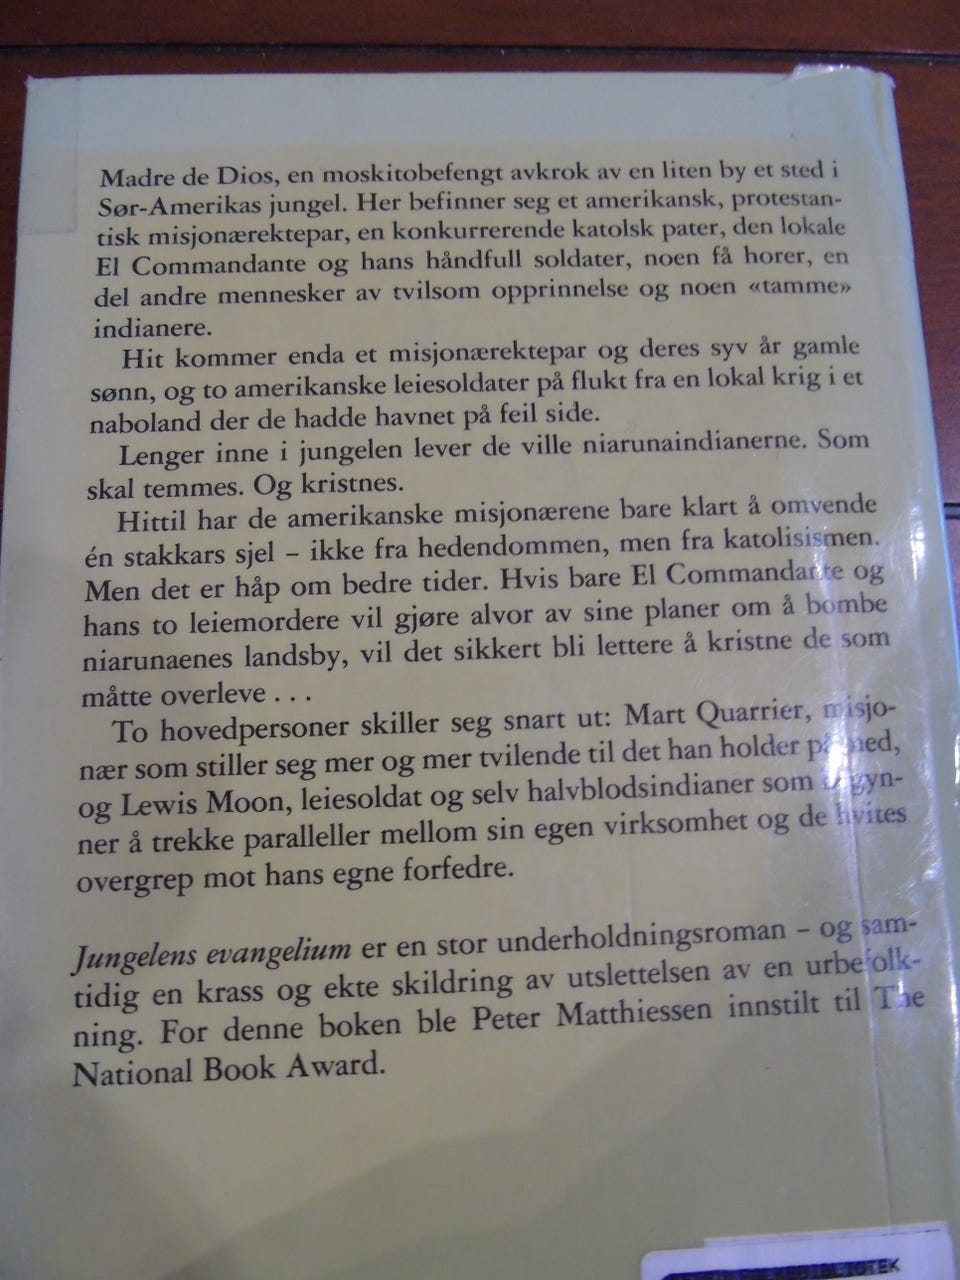 Madre de Dios, en moskitobefengt avkrok av en liten by et sted i
Sør-Amerikas jungel. Her befinner seg et amerikansk, protestan-
tisk misjonærektepar, en konkurrerende katolsk pater, den lokale
El Commandante og hans håndfull soldater, noen få horer, en
del andre mennesker av tvilsom opprinnelse og noen «tamme»
indianere.
Hit kommer enda et misjonærektepar og deres syv år gamle
sønn, og to amerikanske leiesoldater på flukt fra en lokal krig i et
naboland der de hadde havnet på feil side.
Lenger inne i jungelen lever de ville niarunaindianerne. Som
skal temmes. Og kristnes.
Hittil har de amerikanske misjonærene bare klart å omvende
én stakkars sjel – ikke fra hedendommen, men fra katolisismen.
Men det er håp om bedre tider. Hvis bare El Commandante og
hans to leiemordere vil gjøre alvor av sine planer om å bombe
niarunaenes landsby, vil det sikkert bli lettere å kristne de som
måtte overleve . . .
To hovedpersoner skiller seg snart ut: Mart Quarrier, misjo-
nær som stiller seg mer og mer tvilende til det han holder på med,
og Lewis Moon, leiesoldat og selv halvblodsindianer som begyn-
ner å trekke paralleller mellom sin egen virksomhet og de hvites
overgrep mot hans egne forfedre.
Jungelens evangelium er en stor underholdningsroman – og sam-
tidig en krass og ekte skildring av utslettelsen av en urbefolk-
ning. For denne boken ble Peter Matthiessen innstilt til The
National Book Award.